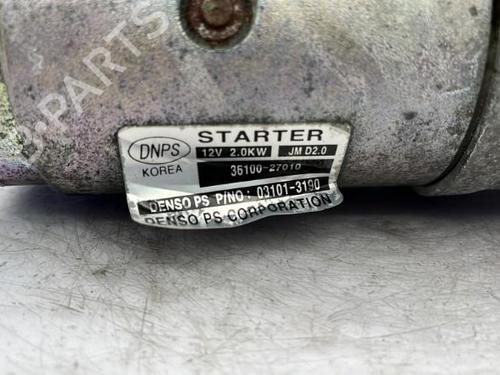 B-PARTS
DNPS
KOREA
STARTER
12V 2.0KW JM D2.0
36100-27010
DENSO PS P/NO: 03101-3190
DENSO PS CORPORATION